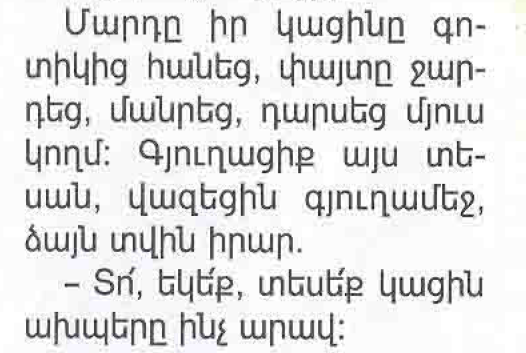 Մարդը իր կացինը գո-
տիկից հանեց, փայտը ջար-
դեց, մանրեց, դարսեց մյուս
կողմ: Գյուղացիք այս տե-
սան, վազեցին գյուղամեջ,
ձայն տվին իրար.
– Տո՛, եկե՛ք, տեսե՛ք կացին
ախպերը ինչ արավ: